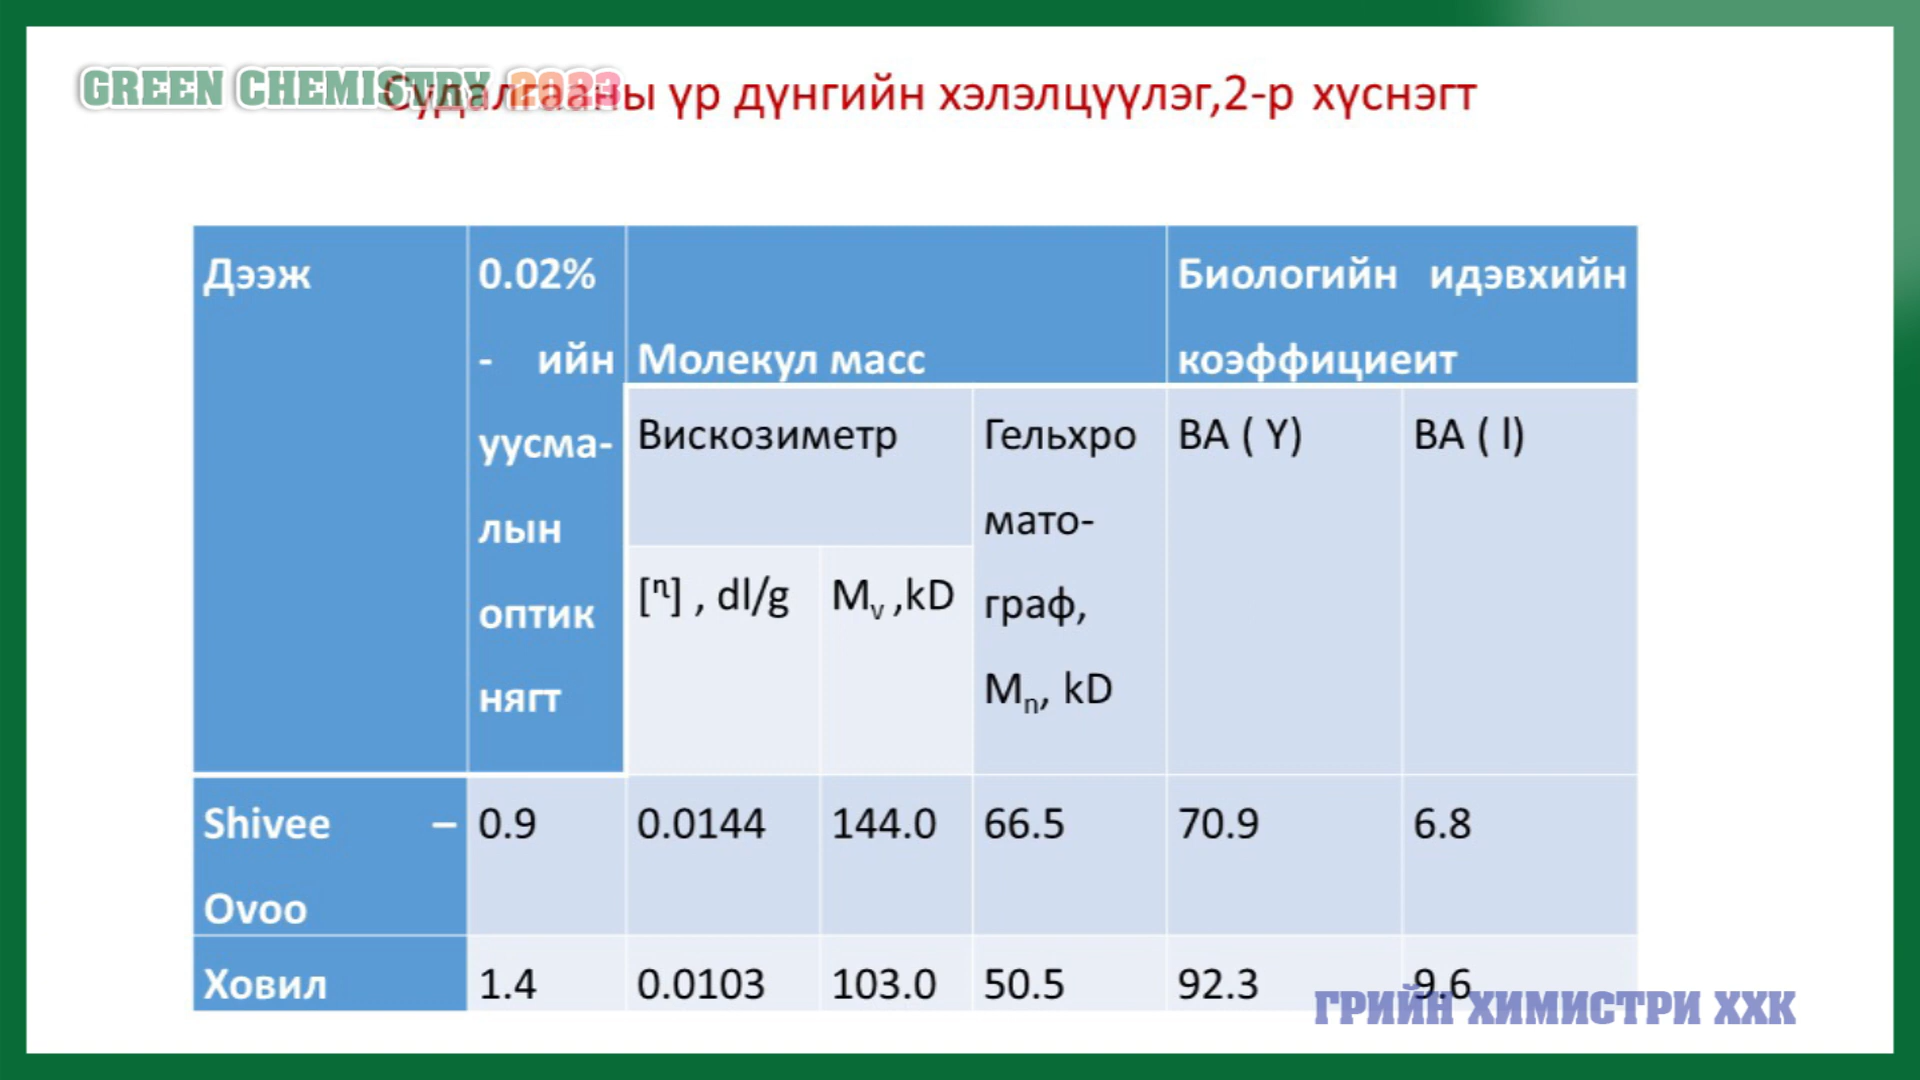 GREEN CHEMISTRY 2023
Судалгааны үр дүнгийн хэлэлцүүлэг,2-р хүснэгт
Дээж
0.02%
- ийн
уусма-
лын
оптик
нягт
Молекул масс
Биологийн идэвхийн
коэффициеит
Вискозиметр
Гельхро
мато-
граф,
Mn, kD
BA ( Y)
BA ( l)
[η] , dl/g
Mv ,kD
Shivee –
Ovoo
0.9
0.0144
144.0
66.5
70.9
6.8
Ховил
1.4
0.0103
103.0
50.5
92.3
9.6
ГРИЙН ХИМИСТРИ ХХК